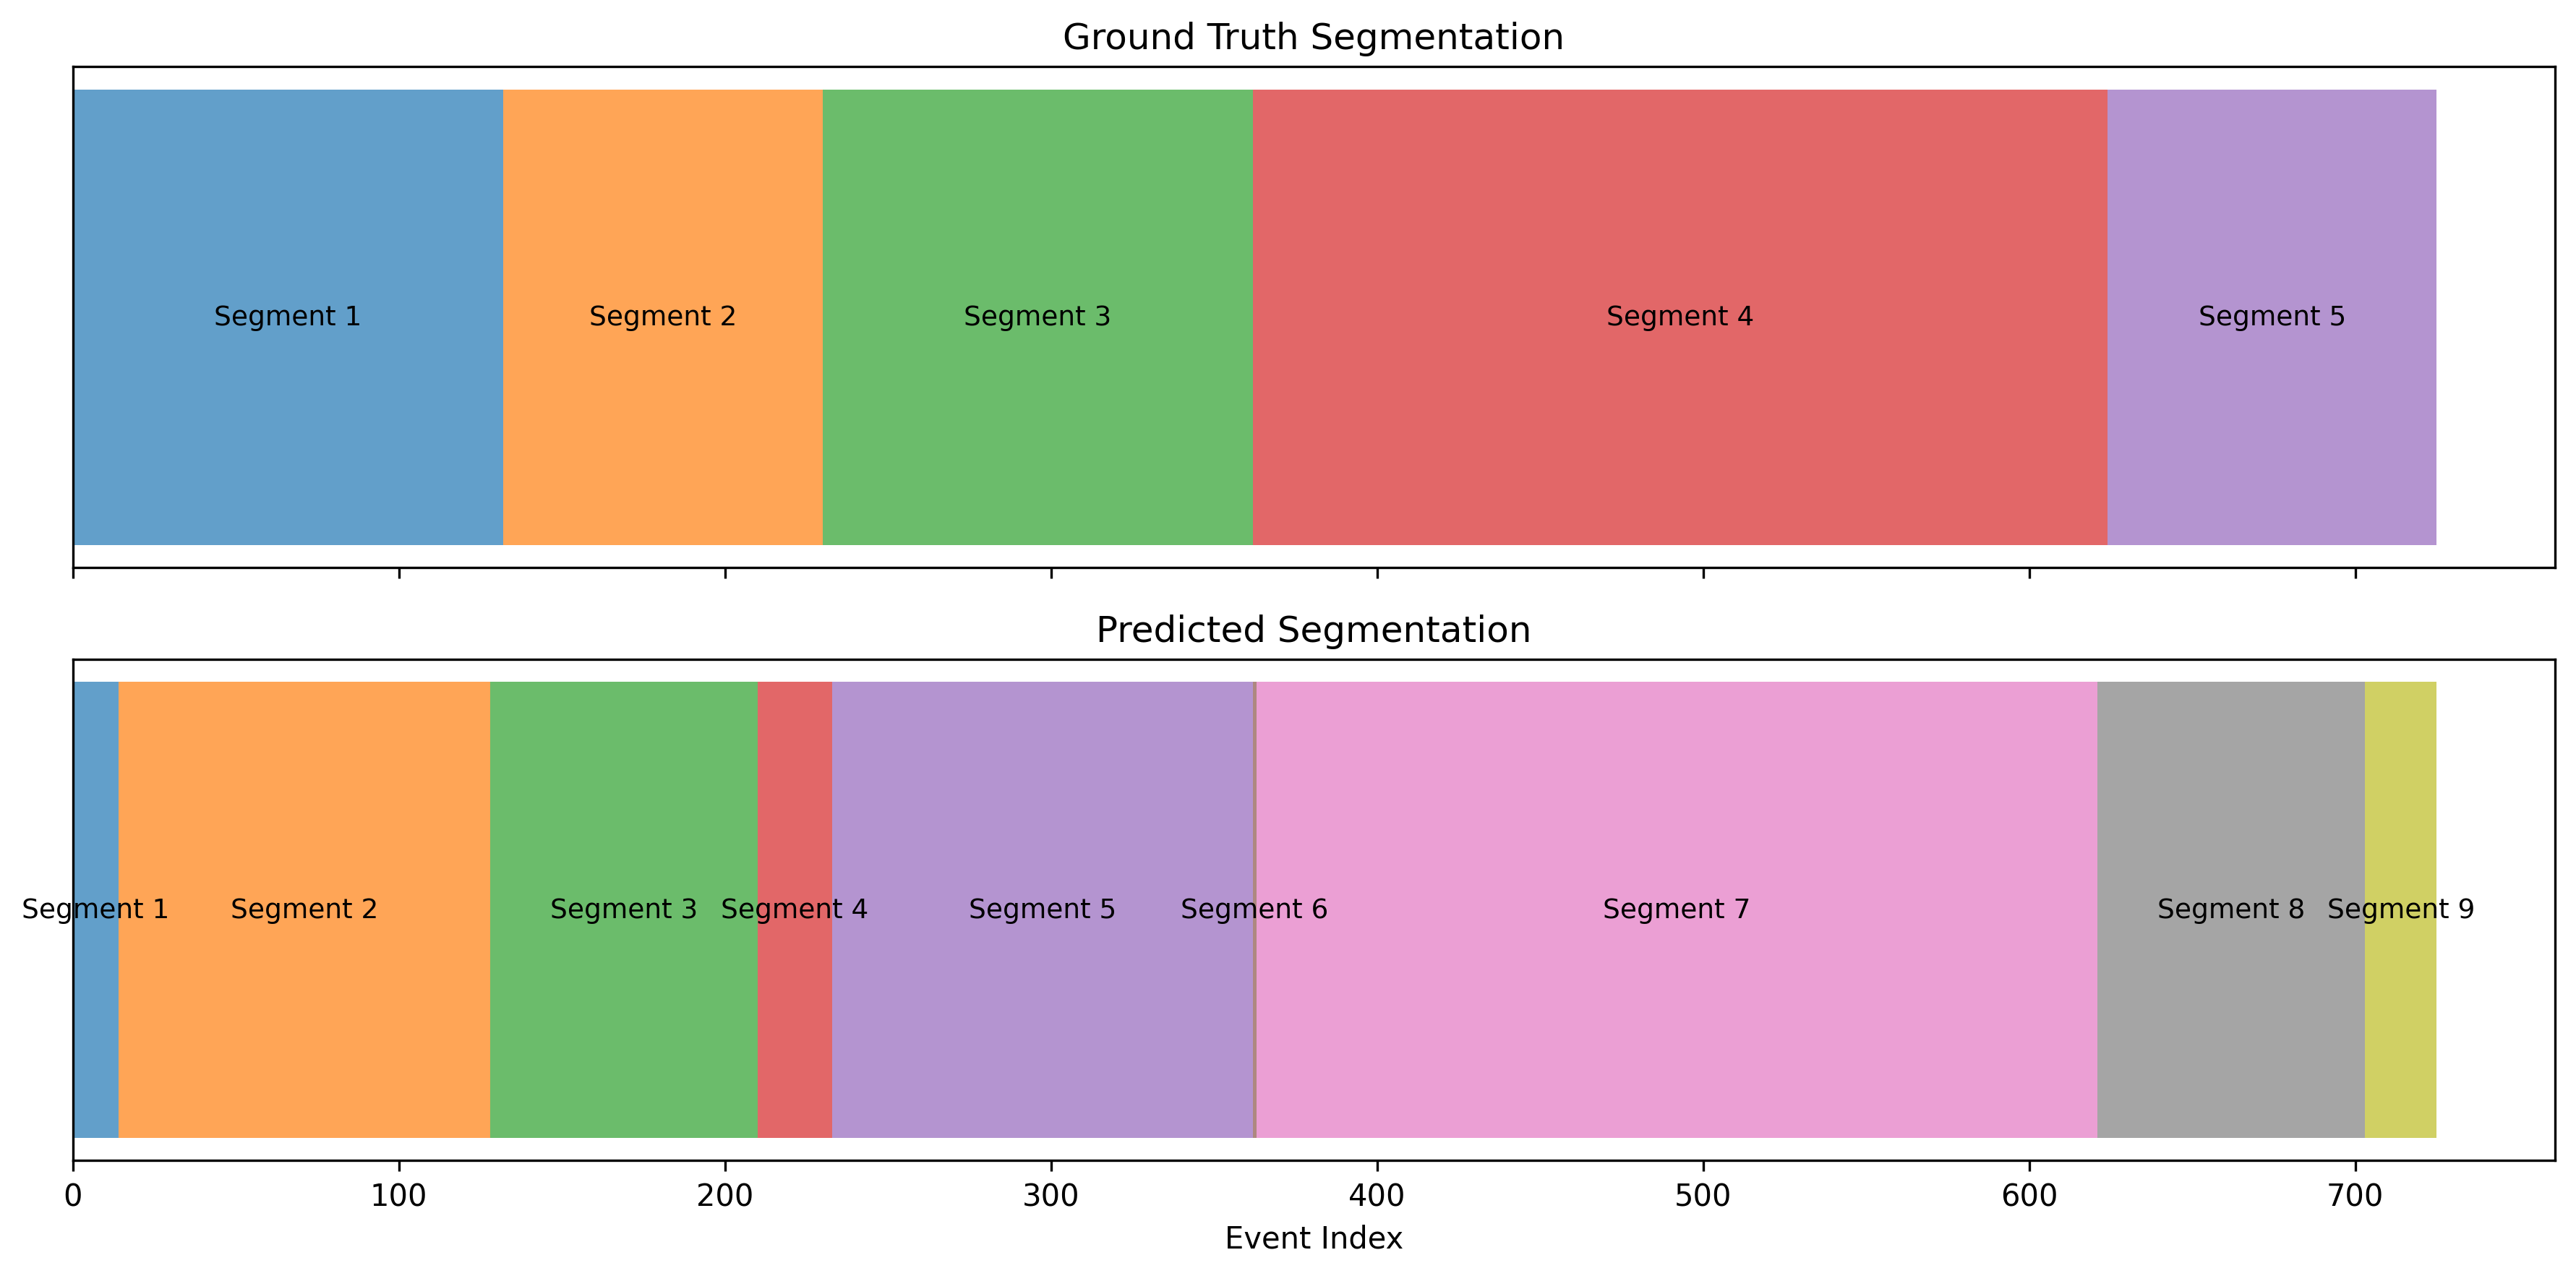 Ground Truth Segmentation
Segment 1 Segment 2 Segment 3 Segment 4 Segment 5
Predicted Segmentation
Segment 1 Segment 2 Segment 3 Segment 4 Segment 5 Segment 6 Segment 7 Segment 8 Segment 9
0 100 200 300 400 500 600 700
Event Index